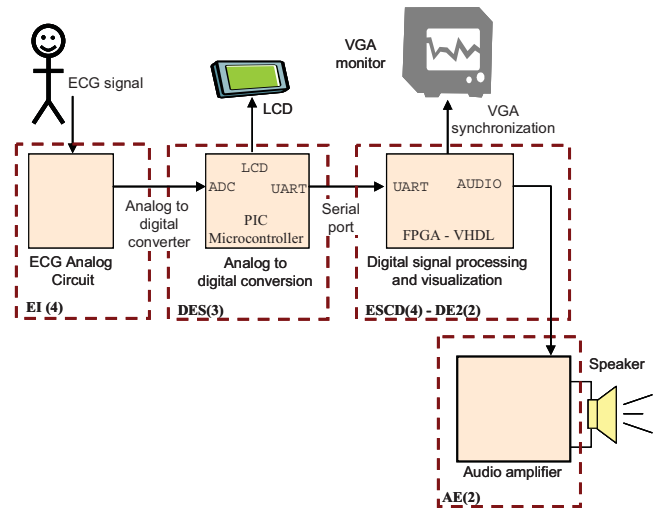 ECG signal
VGA
monitor
LCD
VGA
synchronization
LCD
ADC
UART
PIC
Microcontroller
UART
AUDIO
FPGA - VHDL
Analog to
digital
converter
Serial
port
ECG Analog
Circuit
Analog to
digital conversion
Digital signal processing
and visualization
EI (4)
DES(3)
ESCD(4) - DE2(2)
Speaker
Audio amplifier
AE(2)